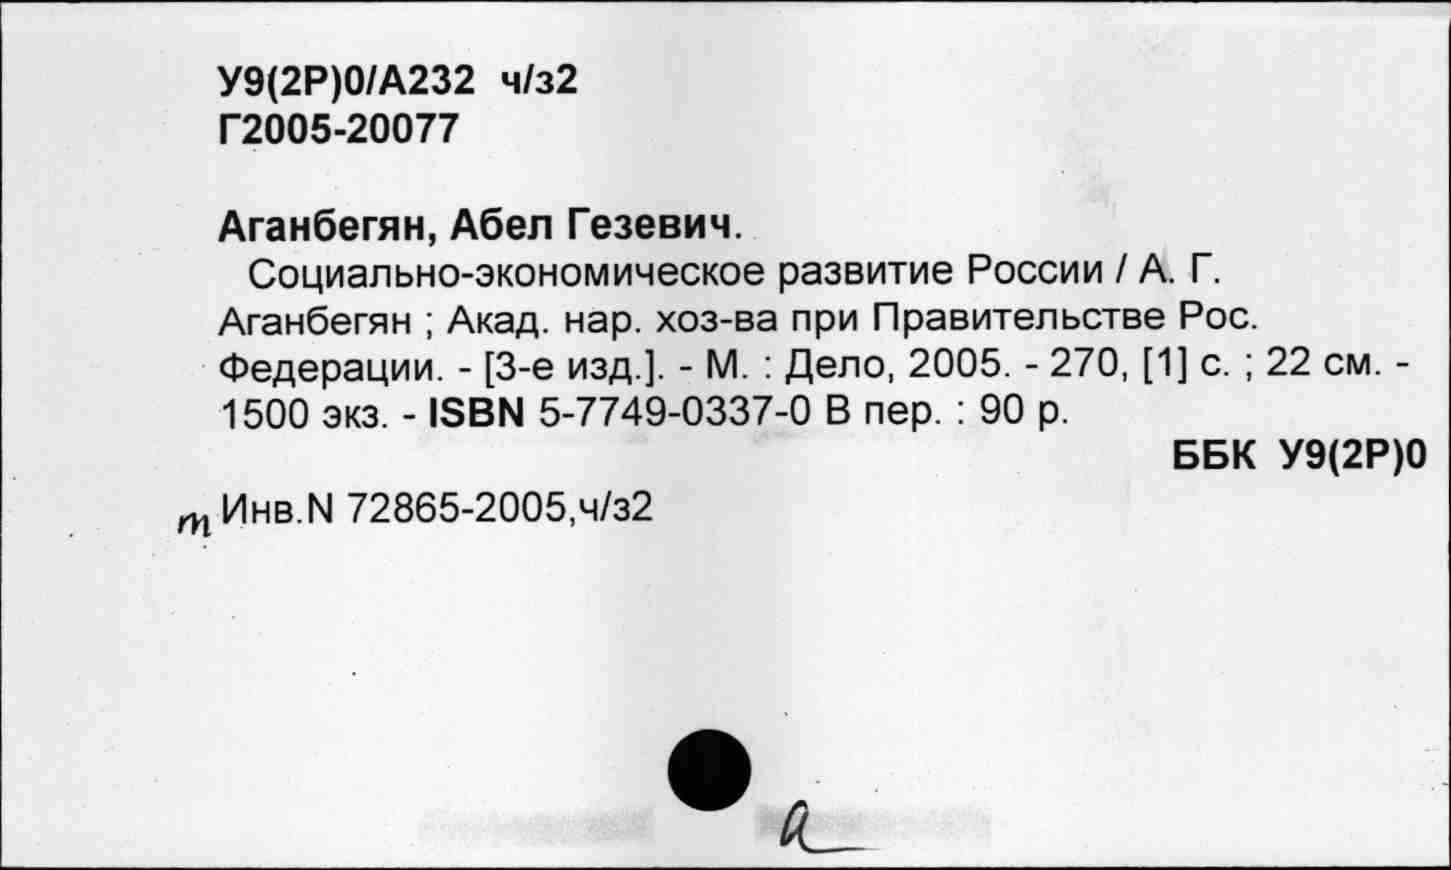 У9(2Р)0/А232 ч/з2
Г2005-20077
Аганбегян, Абел Гезевич.
Социально-экономическое развитие России / А. Г.
Аганбегян ; Акад. нар. хоз-ва при Правительстве Рос.
Федерации. - [3-е изд.]. - М. : Дело, 2005. - 270, [1] с. ; 22 см. -
1500 экз. - ISBN 5-7749-0337-0 В пер. : 90 р.
ББК У9(2Р)0
т Инв.N 72865-2005,ч/з2
а